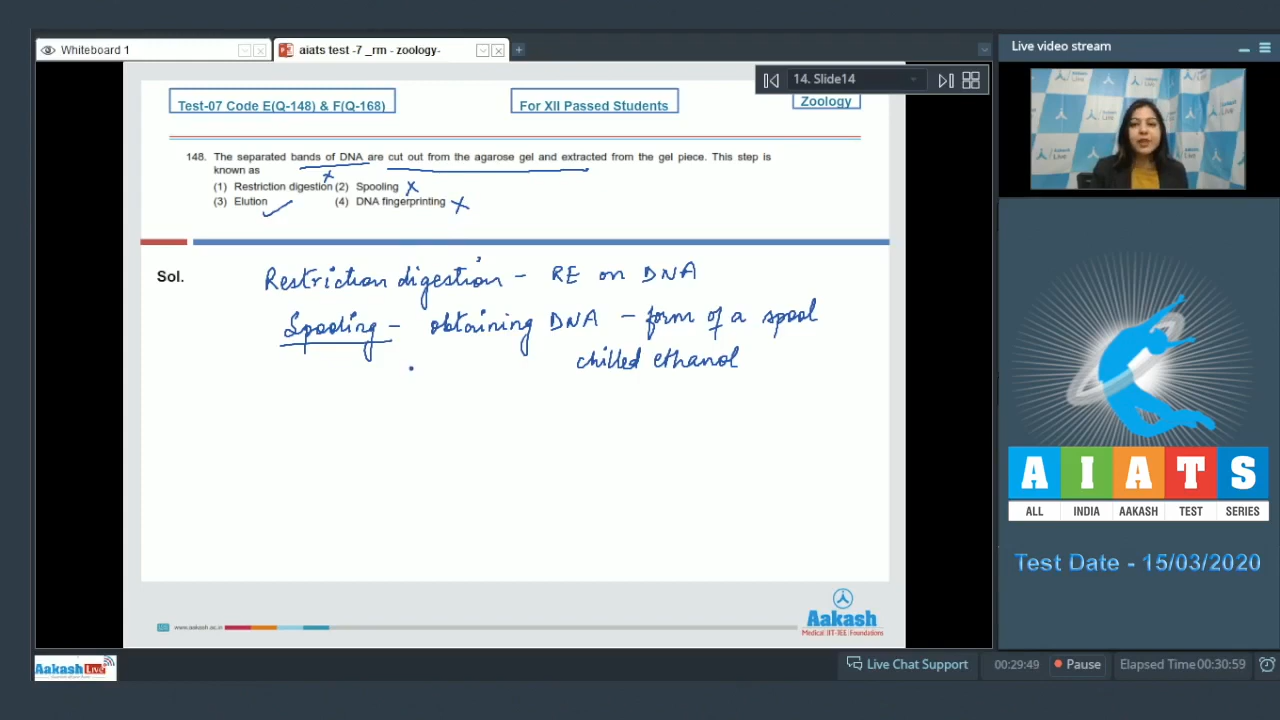 Whiteboard 1
aiats test -7 _rm - zoology-
Live video stream
14. Slide14
Test-07 Code E(Q-148) & F(Q-168)
For XII Passed Students
Zoology
148. The separated bands of DNA are cut out from the agarose gel and extracted from the gel piece. This step is
known as
(1) Restriction digestion (2) Spooling
(3) Elution (4) DNA fingerprinting
Sol.
Restriction digestion - RE on DNA
Spooling - obtaining DNA - form of a spool
chilled ethanol
A I A T S
ALL INDIA AAKASH TEST SERIES
Test Date - 15/03/2020
www.aakash.ac.in
Aakash
Medical|IIT-JEE|Foundations
Aakash Live
Live Chat Support
00:29:49
Pause
Elapsed Time 00:30:59